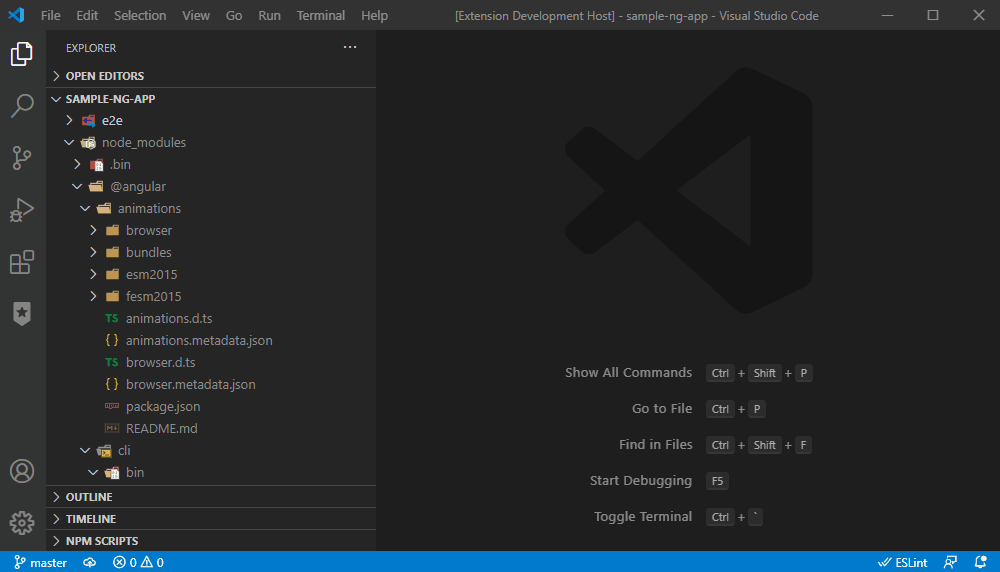 File Edit Selection View Go Run Terminal Help [Extension Development Host] - sample-ng-app - Visual Studio Code
EXPLORER
OPEN EDITORS
SAMPLE-NG-APP
e2e
node_modules
.bin
@angular
animations
browser
bundles
esm2015
fesm2015
TS animations.d.ts
{ } animations.metadata.json
TS browser.d.ts
{ } browser.metadata.json
package.json
README.md
cli
bin
OUTLINE
TIMELINE
NPM SCRIPTS
Show All Commands Ctrl + Shift + P
Go to File Ctrl + P
Find in Files Ctrl + Shift + F
Start Debugging F5
Toggle Terminal Ctrl + `
master 0 0 ESLint